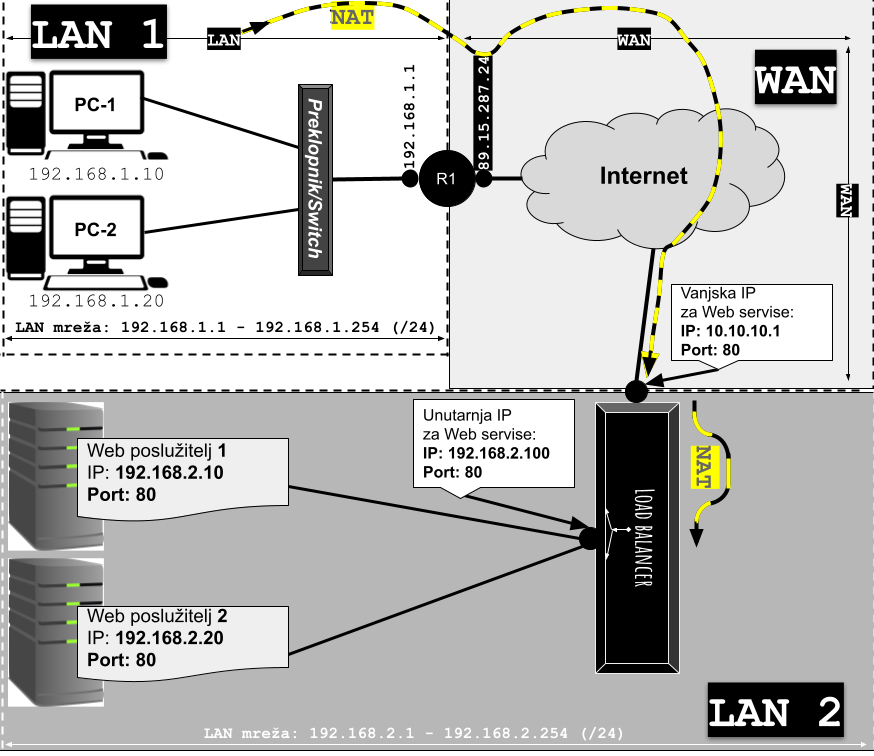 LAN 1
LAN
NAT
WAN
WAN
PC-1
192.168.1.10
PC-2
192.168.1.20
Preklopnik/Switch
192.168.1.1
R1
89.15.287.24
Internet
WAN
LAN mreža: 192.168.1.1 - 192.168.1.254 (/24)
Vanjska IP
za Web servise:
IP: 10.10.10.1
Port: 80
Unutarnja IP
za Web servise:
IP: 192.168.2.100
Port: 80
Web poslužitelj 1
IP: 192.168.2.10
Port: 80
NAT
LOAD BALANCER
Web poslužitelj 2
IP: 192.168.2.20
Port: 80
LAN 2
LAN mreža: 192.168.2.1 - 192.168.2.254 (/24)